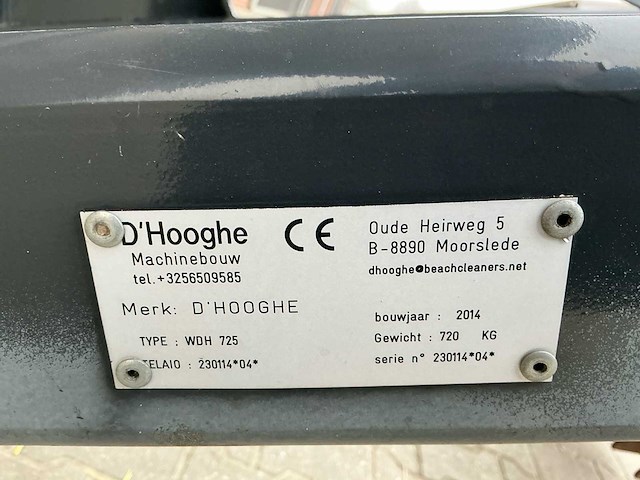 D'Hooghe
Machinebouw
tel.+3256509585
CE
Oude Heirweg 5
B-8890 Moorslede
dhooghe@beachcleaners.net
Merk: D'HOOGHE
TYPE : WDH 725
TELAIO : 230114*04*
bouwjaar : 2014
Gewicht : 720 KG
serie n° 230114*04*